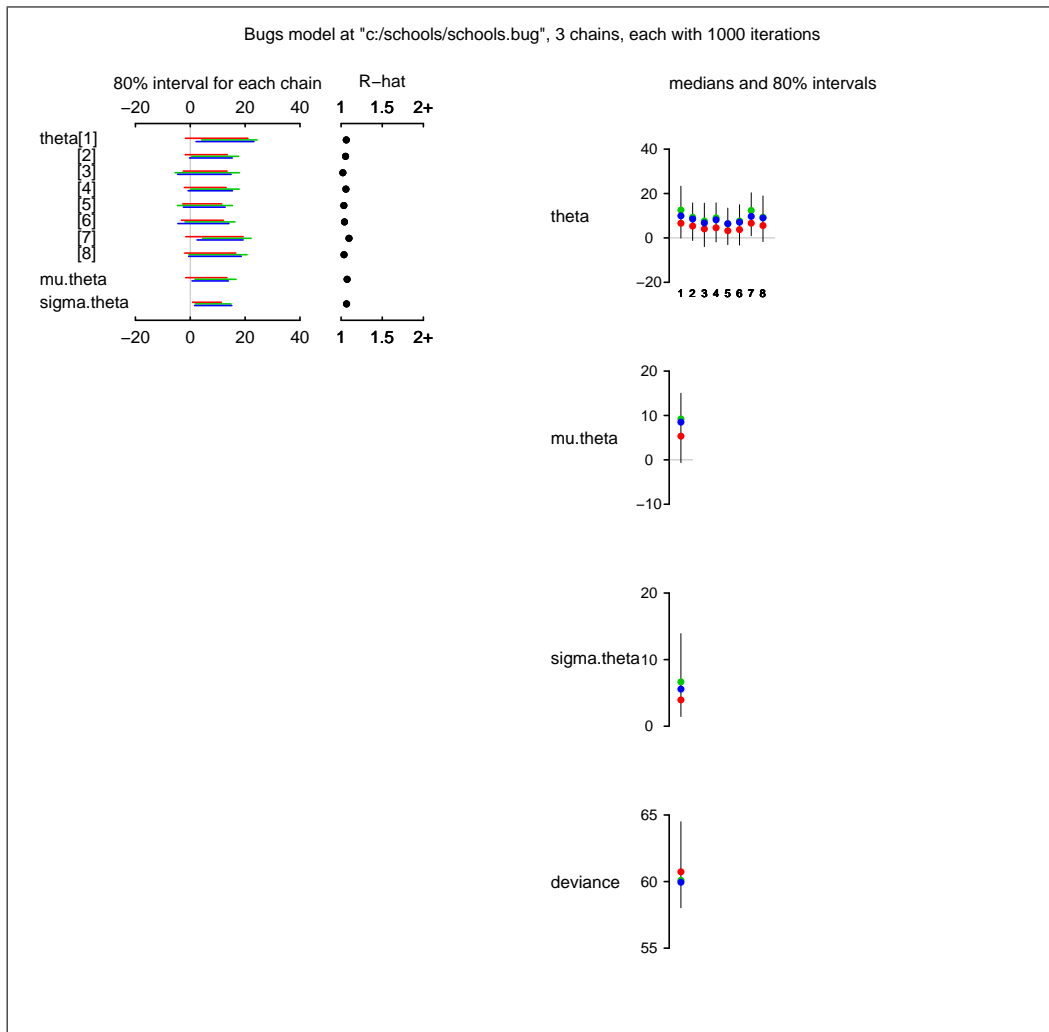 Bugs model at "c:/schools/schools.bug", 3 chains, each with 1000 iterations
80% interval for each chain
R−hat
−20 0 20 40
1 1.5 2+
theta[1]
[2]
[3]
[4]
[5]
[6]
[7]
[8]
mu.theta
sigma.theta
−20 0 20 40
1 1.5 2+
medians and 80% intervals
theta
40
20
0
−20
1 2 3 4 5 6 7 8
mu.theta
20
10
0
−10
sigma.theta
20
10
0
deviance
65
60
55